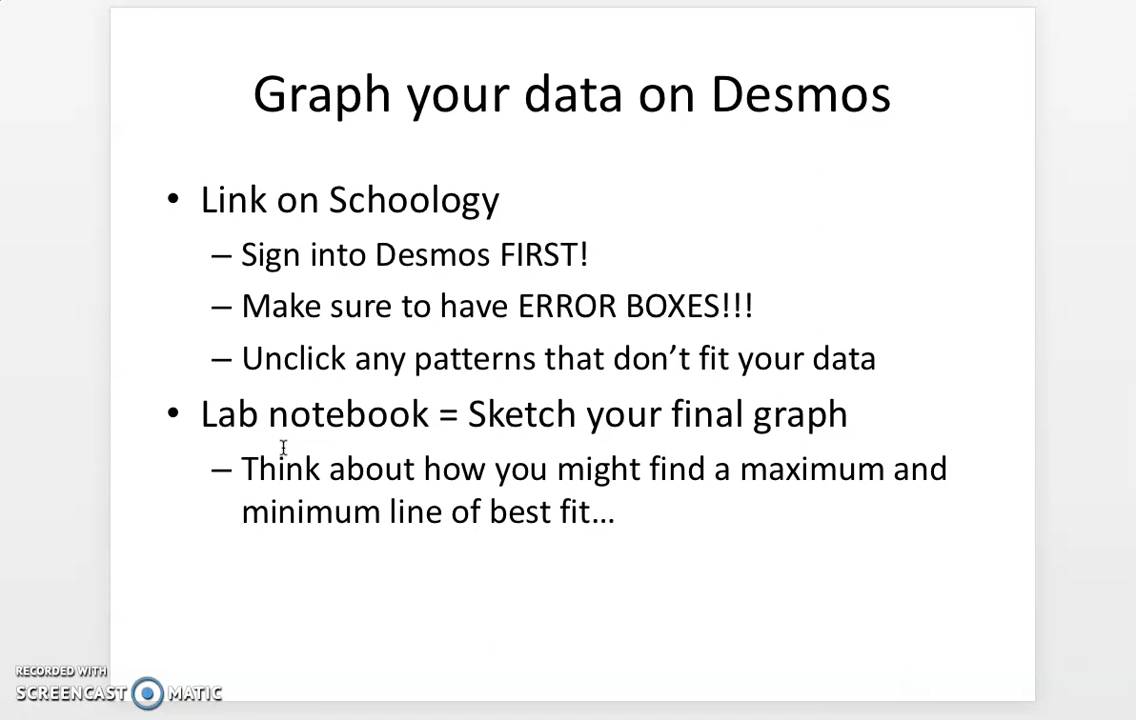 Graph your data on Desmos
• Link on Schoology
– Sign into Desmos FIRST!
– Make sure to have ERROR BOXES!!!
– Unclick any patterns that don’t fit your data
• Lab notebook = Sketch your final graph
– Think about how you might find a maximum and
minimum line of best fit…
RECORDED WITH
SCREENCAST MATIC